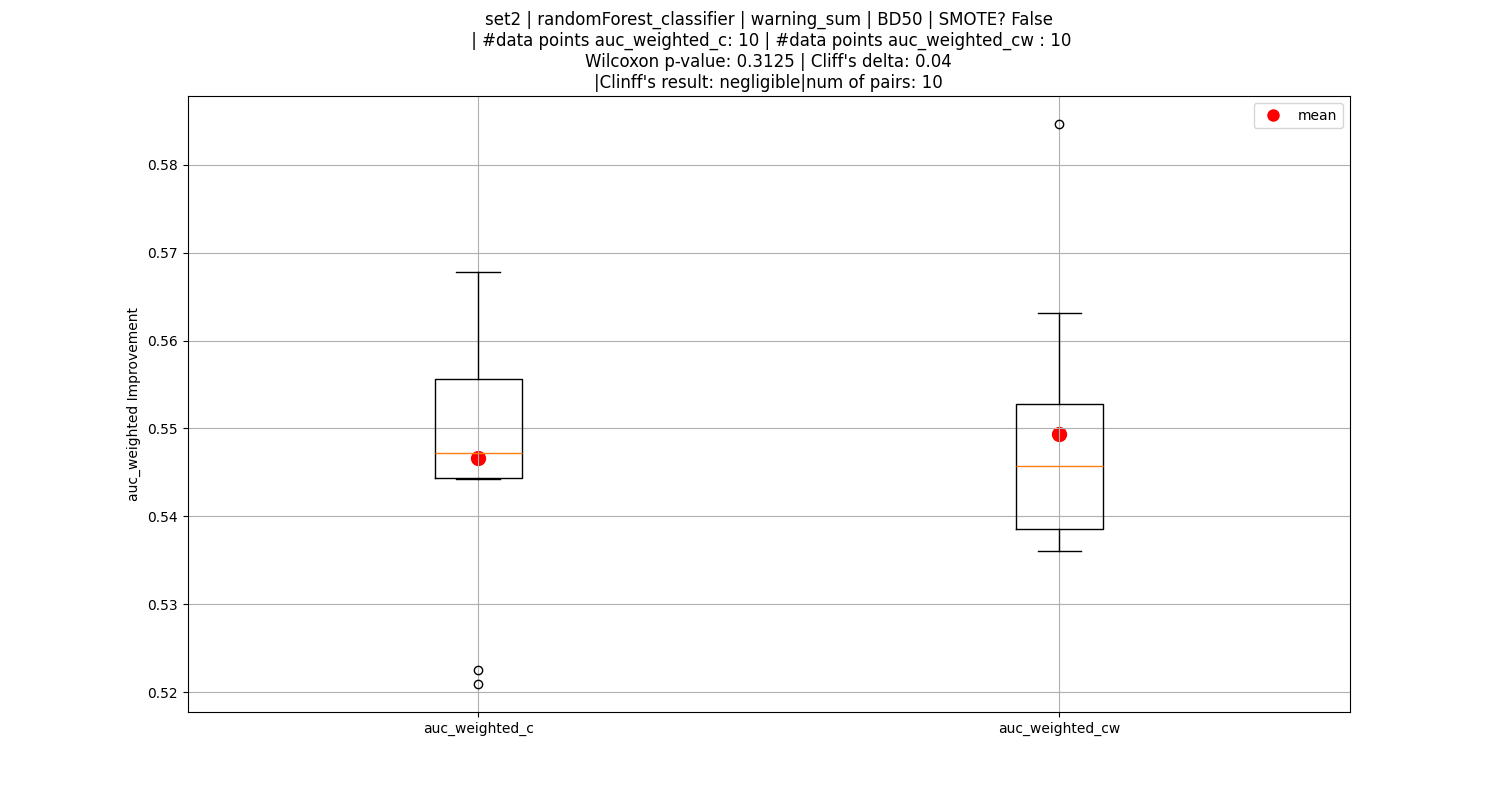 set2 | randomForest_classifier | warning_sum | BD50 | SMOTE? False
| #data points auc_weighted_c: 10 | #data points auc_weighted_cw : 10
Wilcoxon p-value: 0.3125 | Cliff's delta: 0.04
|Clinff's result: negligible|num of pairs: 10
mean
0.58
0.57
0.56
0.55
0.54
0.53
0.52
auc_weighted Improvement
auc_weighted_c
auc_weighted_cw